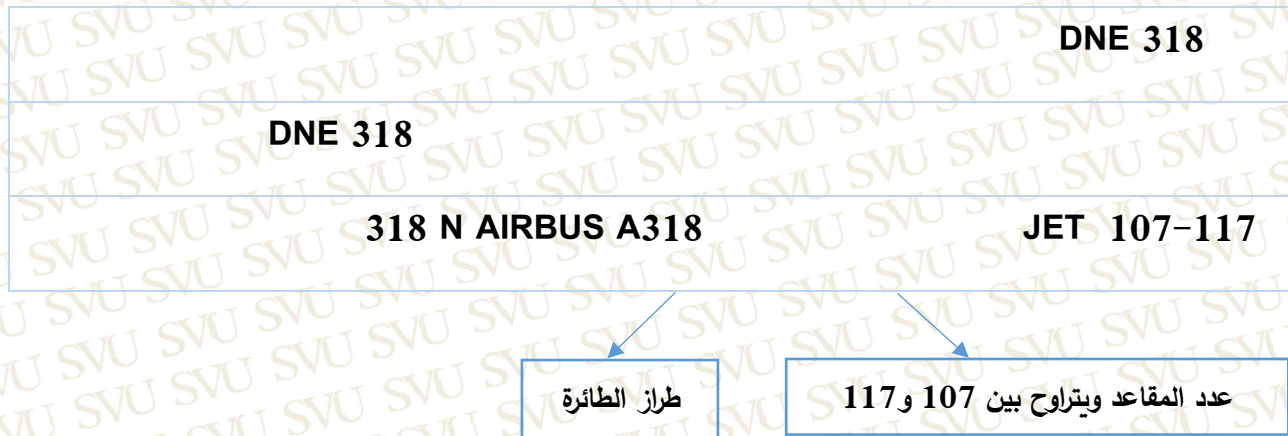 DNE 318
DNE 318
318 N AIRBUS A318 JET 107-117
طراز الطائرة
عدد المقاعد ويتراوح بين 107 و117